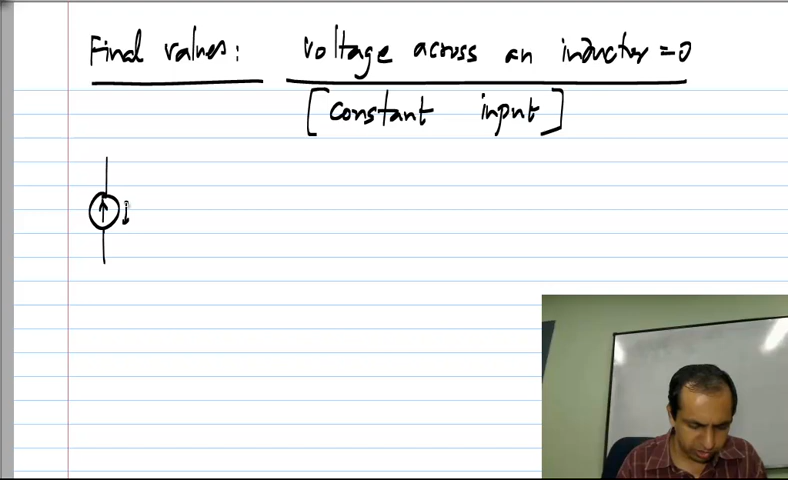 Final values: voltage across an inductor = 0
[constant input]